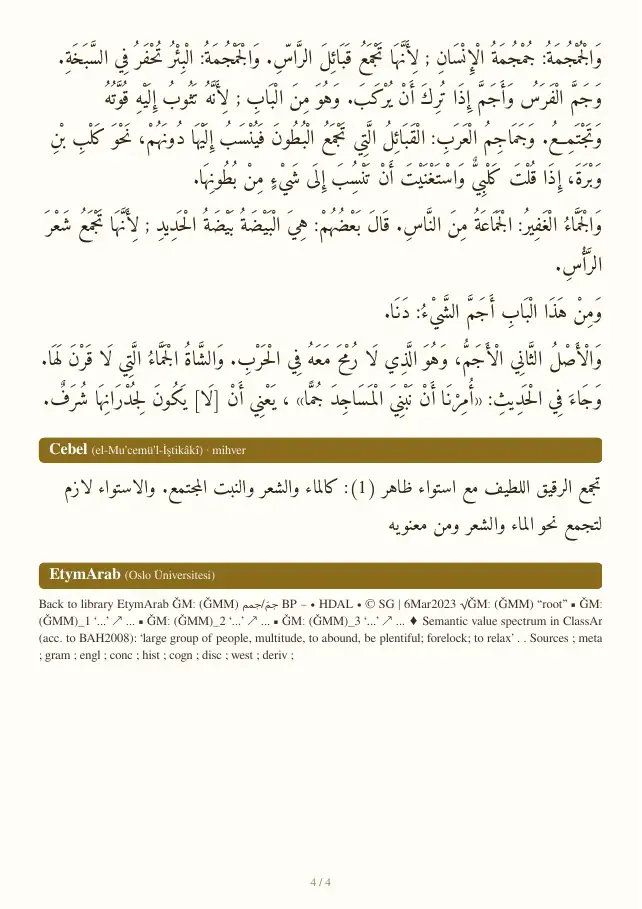 وَالْجُمْجُمَةُ: جُمْجُمَةُ الْإِنْسَانِ ; لِأَنَّهَا تَجْمَعُ قَبَائِلَ الرَّأْسِ. وَالْجُمْجُمَةُ: الْبِئْرُ تُحْفَرُ فِي السَّبَخَةِ.
وَجَمَّ الْفَرَسُ وَأَجَمَّ إِذَا تُرِكَ أَنْ يُرْكَبَ. وَهُوَ مِنَ الْبَابِ ; لِأَنَّهُ تَثُوبُ إِلَيْهِ قُوَّتُهُ
وَتَجْتَمِعُ. وَجَمَاجِمُ الْعَرَبِ: الْقَبَائِلُ الَّتِي تَجْمَعُ الْبُطُونَ فَيُنْسَبُ إِلَيْهَا دُونَهُمْ، نَحْوَ كَلْبِ بْنِ
وَبْرَةَ، إِذَا قُلْتَ كَلْبِيٌّ وَاسْتَغْنَيْتَ أَنْ تَنْسُبَ إِلَى شَيْءٍ مِنْ بُطُونِهَا.
وَالْجَمَّاءُ الْغَفِيرُ: الْجَمَاعَةُ مِنَ النَّاسِ. قَالَ بَعْضُهُمْ: هِيَ الْبَيْضَةُ بَيْضَةُ الْحَدِيدِ ; لِأَنَّهَا تَجْمَعُ شَعْرَ
الرَّأْسِ.
وَمِنْ هَذَا الْبَابِ أَجَمَّ الشَّيْءُ: دَنَا.
وَالْأَصْلُ الثَّانِي الْأَجَمُّ، وَهُوَ الَّذِي لَا رُمْحَ مَعَهُ فِي الْحَرْبِ. وَالشَّاةُ الْجَمَّاءُ الَّتِي لَا قَرْنَ لَهَا.
وَجَاءَ فِي الْحَدِيثِ: «أُمِرْنَا أَنْ نَبْنِيَ الْمَسَاجِدَ جُمًّا» ، يَعْنِي أَنْ [لَا] يَكُونَ لِجُدْرَانِهَا شُرَفٌ.
Cebel (el-Mu'cemü'l-İştikâkî) · mihver
تجمع الرقيق اللطيف مع استواء ظاهر (1): كالماء والشعر والنبت المجتمع. والاستواء لازم
لتجمع نحو الماء والشعر ومن معنويه
EtymArab (Oslo Üniversitesi)
Back to library EtymArab ǦMː (ǦMM) جمّ/جمم BP – • HDAL • © SG | 6Mar2023 √ǦMː (ǦMM) “root” ▪ ǦMː
(ǦMM)_1 ‘...’ ↗ ... ▪ ǦMː (ǦMM)_2 ‘...’ ↗ ... ▪ ǦMː (ǦMM)_3 ‘...’ ↗ ... ♦ Semantic value spectrum in ClassAr
(acc. to BAH2008): ‘large group of people, multitude, to abound, be plentiful; forelock; to relax’ . . Sources ; meta
; gram ; engl ; conc ; hist ; cogn ; disc ; west ; deriv ;
4 / 4